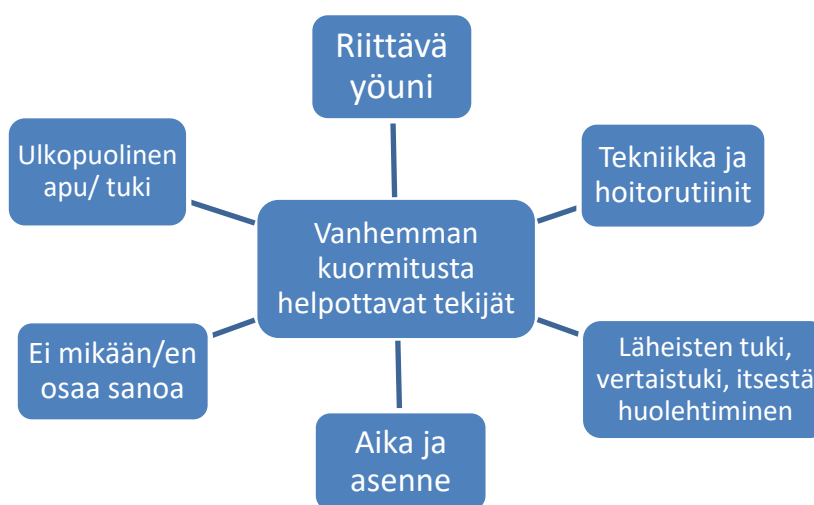 Riittävä
yöuni
Ulkopuolinen
apu/ tuki
Tekniikka ja
hoitorutiinit
Vanhemman
kuormitusta
helpottavat tekijät
Ei mikään/en
osaa sanoa
Läheisten tuki,
vertaistuki, itsestä
huolehtiminen
Aika ja
asenne